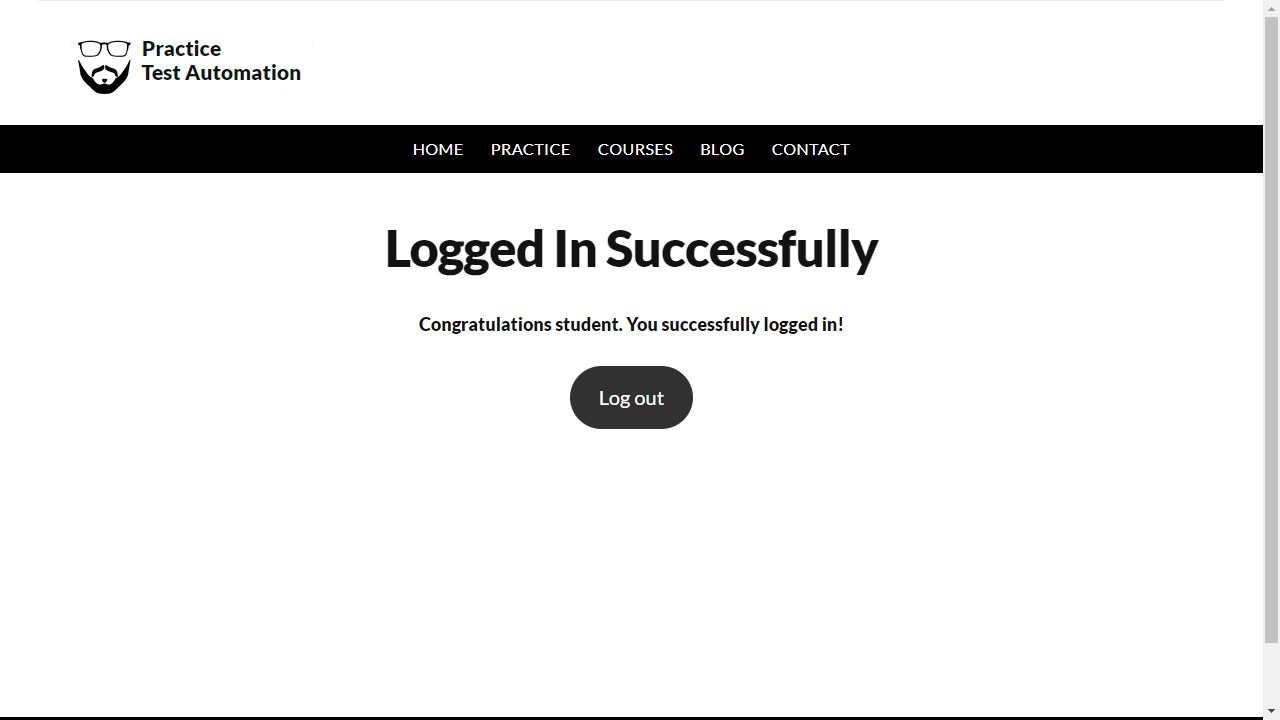 Practice
Test Automation
HOME PRACTICE COURSES BLOG CONTACT
Logged In Successfully
Congratulations student. You successfully logged in!
Log out